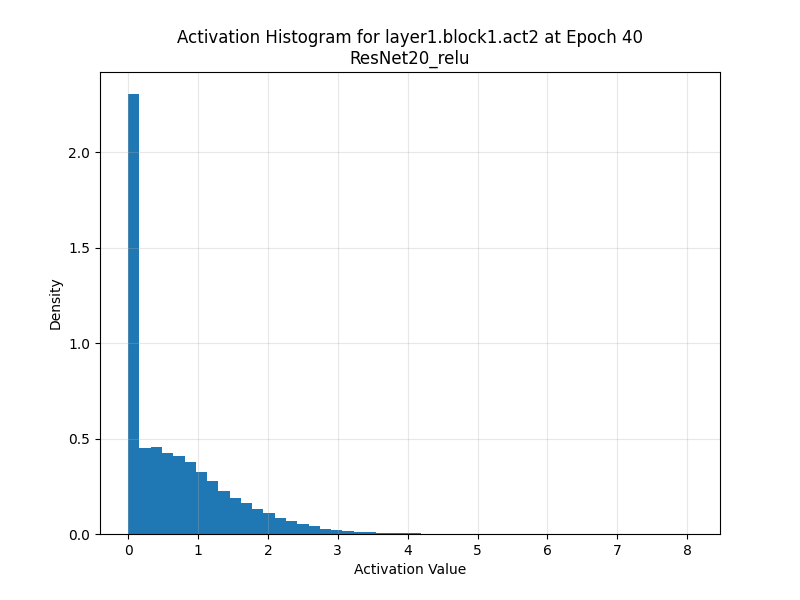 Activation Histogram for layer1.block1.act2 at Epoch 40
ResNet20_relu
2.0
1.5
1.0
0.5
0.0
Density
0 1 2 3 4 5 6 7 8
Activation Value